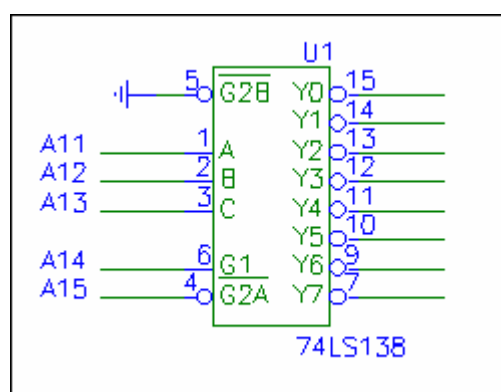 U1
5 G2B Y0 15
Y1 14
A11 1 A Y2 13
A12 2 B Y3 12
A13 3 C Y4 11
Y5 10
A14 6 G1 Y6 9
A15 4 G2A Y7 7
74LS138